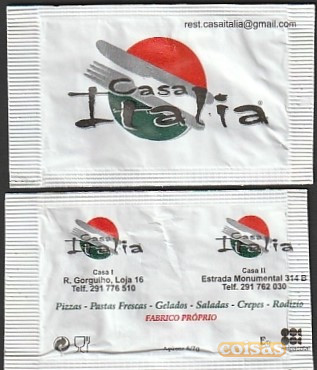 rest.casaitalia@gmail.com
Casa
Italia
Casa
Italia
Casa
Italia
Casa I
R. Gorgulho, Loja 16
Telf. 291 776 510
Casa II
Estrada Monumental 314 B
Telf. 291 762 030
Pizzas - Pastas Frescas - Gelados - Saladas - Crepes - Rodizio
FABRICO PRÓPRIO
coisas